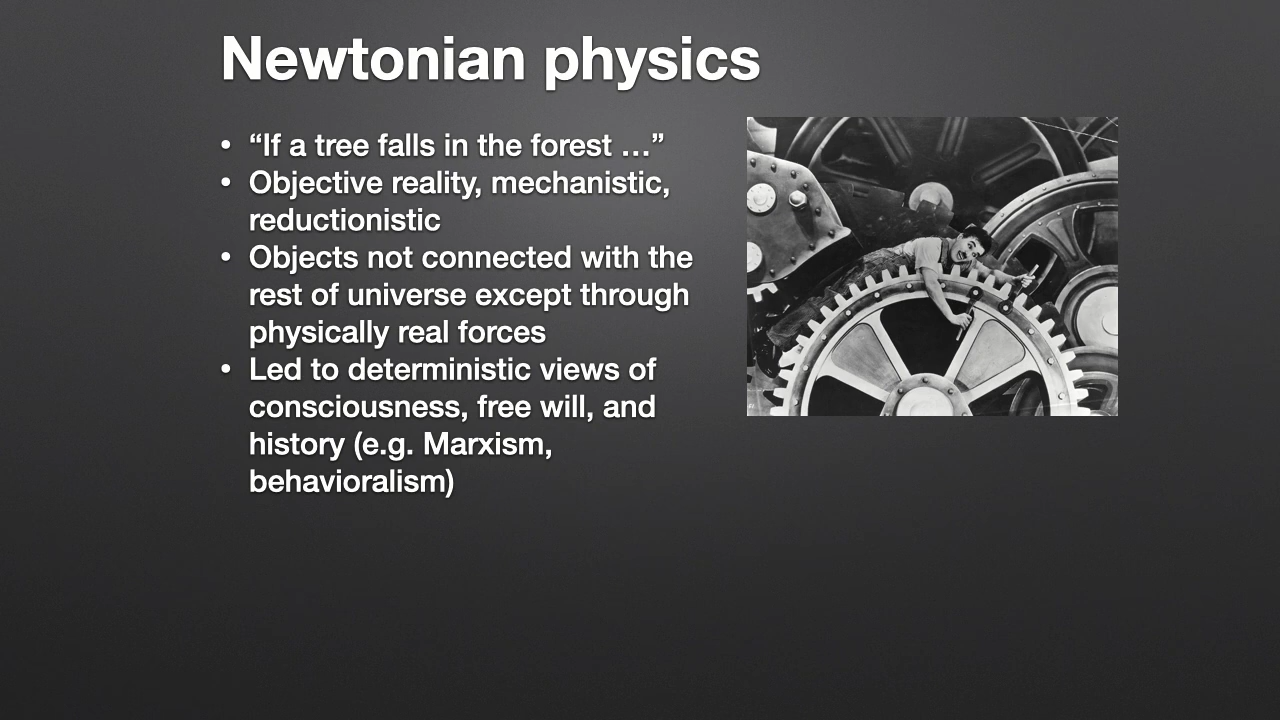 Newtonian physics
• “If a tree falls in the forest …”
• Objective reality, mechanistic,
reductionistic
• Objects not connected with the
rest of universe except through
physically real forces
• Led to deterministic views of
consciousness, free will, and
history (e.g. Marxism,
behavioralism)